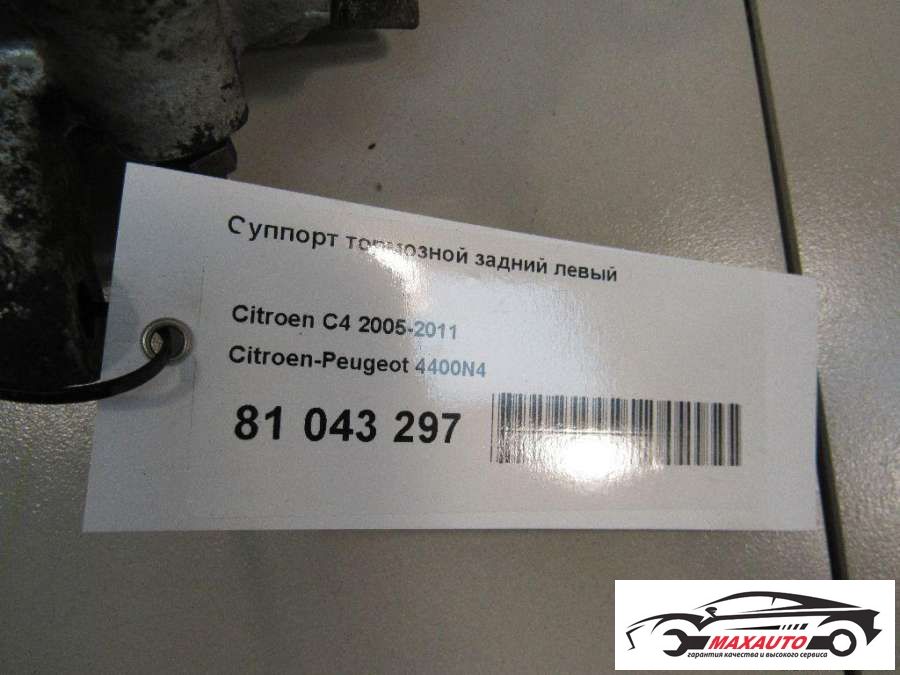 Суппорт тормозной задний левый
Citroen C4 2005-2011
Citroen-Peugeot 4400N4
81 043 297
MAXAUTO
гарантия качества и высокого сервиса